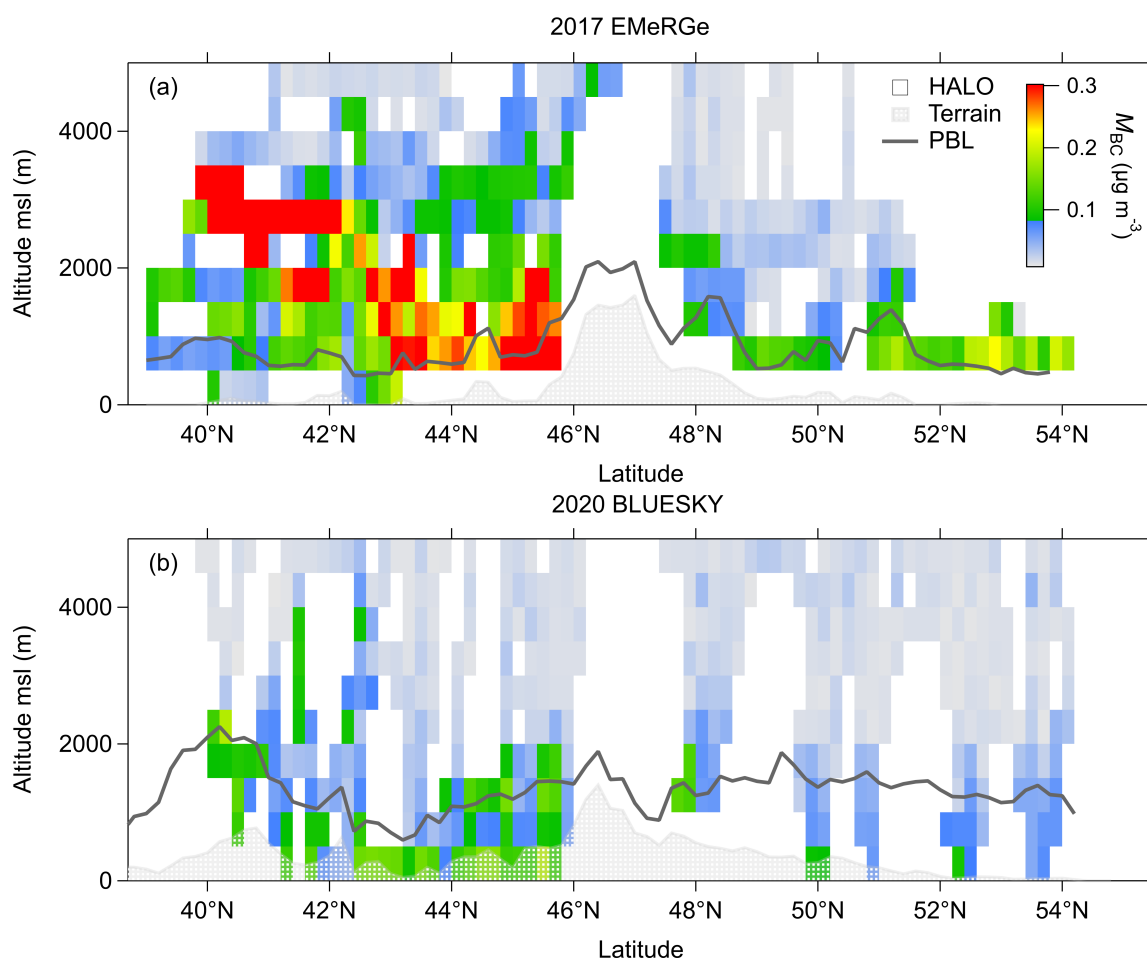 2017 EMeRGe
(a)
HALO
Terrain
PBL
0.3
0.2
0.1
M_BC (µg m⁻³)
Altitude msl (m)
4000
2000
0
40°N 42°N 44°N 46°N 48°N 50°N 52°N 54°N
Latitude
2020 BLUESKY
(b)
Altitude msl (m)
4000
2000
0
40°N 42°N 44°N 46°N 48°N 50°N 52°N 54°N
Latitude